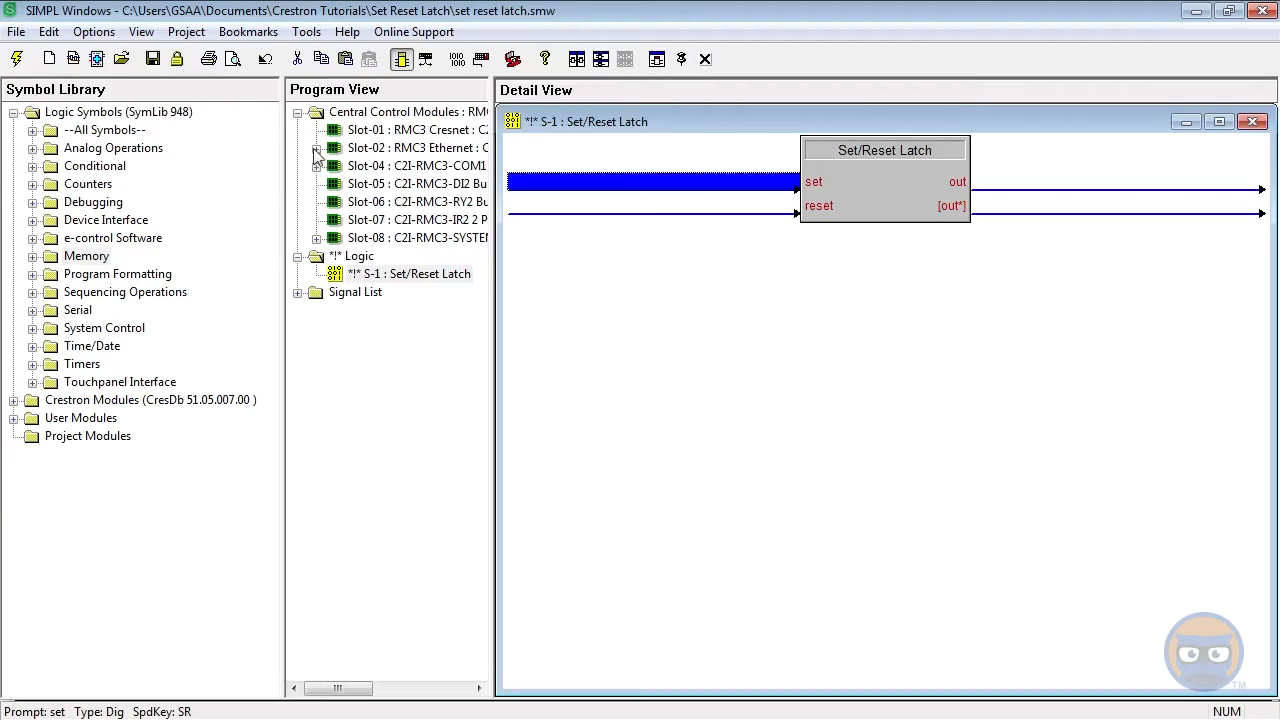 SIMPL Windows - C:\Users\GSAA\Documents\Crestron Tutorials\Set Reset Latch\set reset latch.smw
File Edit Options View Project Bookmarks Tools Help Online Support
Symbol Library
Logic Symbols (SymLib 948)
--All Symbols--
Analog Operations
Conditional
Counters
Debugging
Device Interface
e-control Software
Memory
Program Formatting
Sequencing Operations
Serial
System Control
Time/Date
Timers
Touchpanel Interface
Crestron Modules (CresDb 51.05.007.00 )
User Modules
Project Modules
Program View
Central Control Modules : RMC
Slot-01 : RMC3 Cresnet : C2
Slot-02 : RMC3 Ethernet : C
Slot-04 : C2I-RMC3-COM1
Slot-05 : C2I-RMC3-DI2 Bu
Slot-06 : C2I-RMC3-RY2 Bu
Slot-07 : C2I-RMC3-IR2 2 P
Slot-08 : C2I-RMC3-SYSTEM
*!* Logic
*!* S-1 : Set/Reset Latch
Signal List
Detail View
*!* S-1 : Set/Reset Latch
Set/Reset Latch
set out
reset [out*]
TM
Prompt: set Type: Dig SpdKey: SR NUM